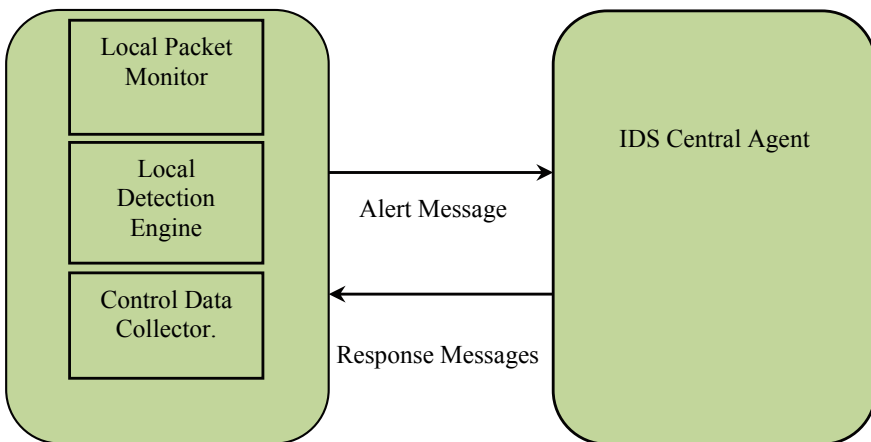 Local Packet
Monitor
Local
Detection
Engine
Control Data
Collector.
Alert Message
Response Messages
IDS Central Agent